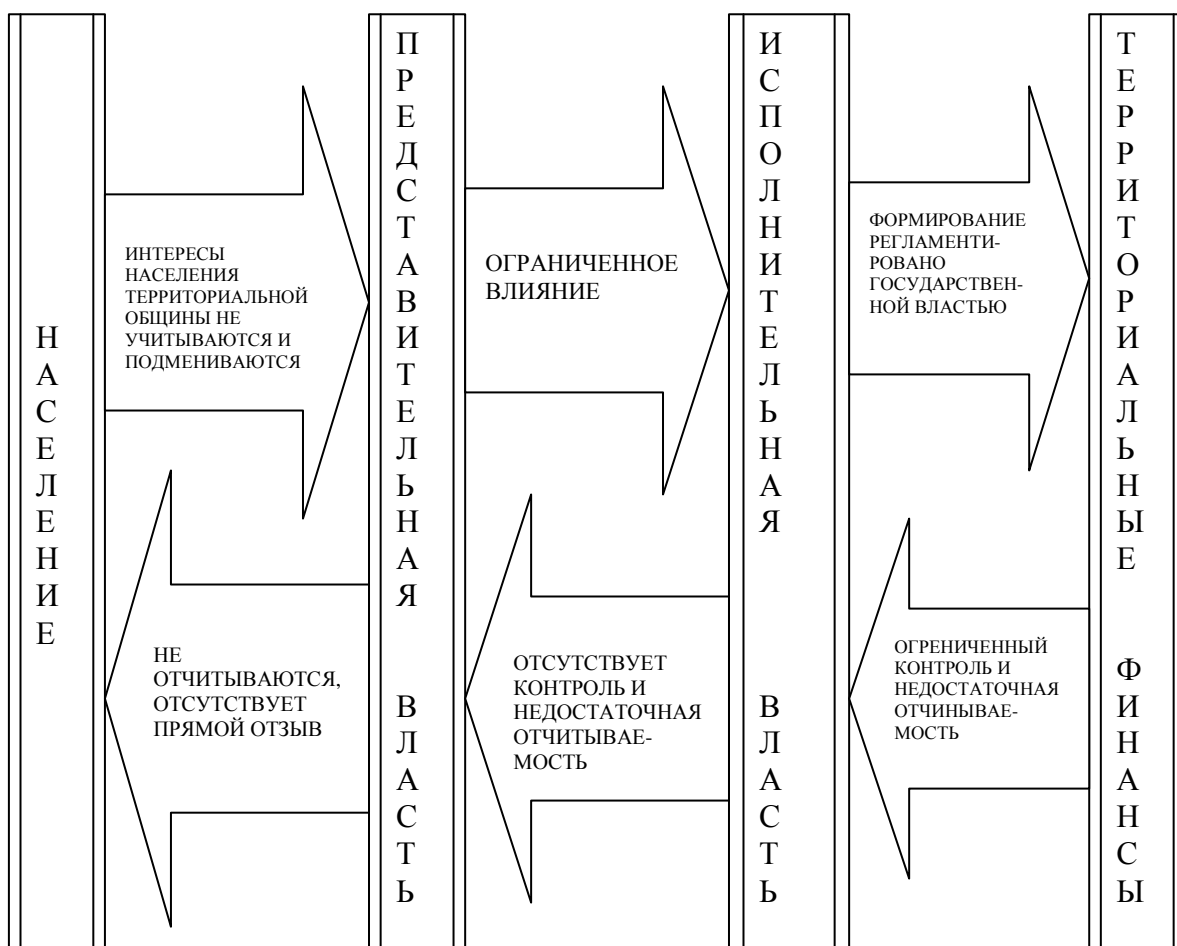 НАСЕЛЕНИЕ
ИНТЕРЕСЫ
НАСЕЛЕНИЯ
ТЕРРИТОРИАЛЬНОЙ
ОБЩИНЫ НЕ
УЧИТЫВАЮТСЯ И
ПОДМЕНИВАЮТСЯ
НЕ
ОТЧИТЫВАЮТСЯ,
ОТСУТСТВУЕТ
ПРЯМОЙ ОТЗЫВ
ПРЕДСТАВИТЕЛЬНАЯ ВЛАСТЬ
ОГРАНИЧЕННОЕ
ВЛИЯНИЕ
ОТСУТСТВУЕТ
КОНТРОЛЬ И
НЕДОСТАТОЧНАЯ
ОТЧИТЫВАЕ-
МОСТЬ
ИСПОЛНИТЕЛЬНАЯ ВЛАСТЬ
ФОРМИРОВАНИЕ
РЕГЛАМЕНТИ-
РОВАНО
ГОСУДАРСТВЕН-
НОЙ ВЛАСТЬЮ
ОГРЕНИЧЕННЫЙ
КОНТРОЛЬ И
НЕДОСТАТОЧНАЯ
ОТЧИНЫВАЕ-
МОСТЬ
ТЕРРИТОРИАЛЬНЫЕ ФИНАНСЫ